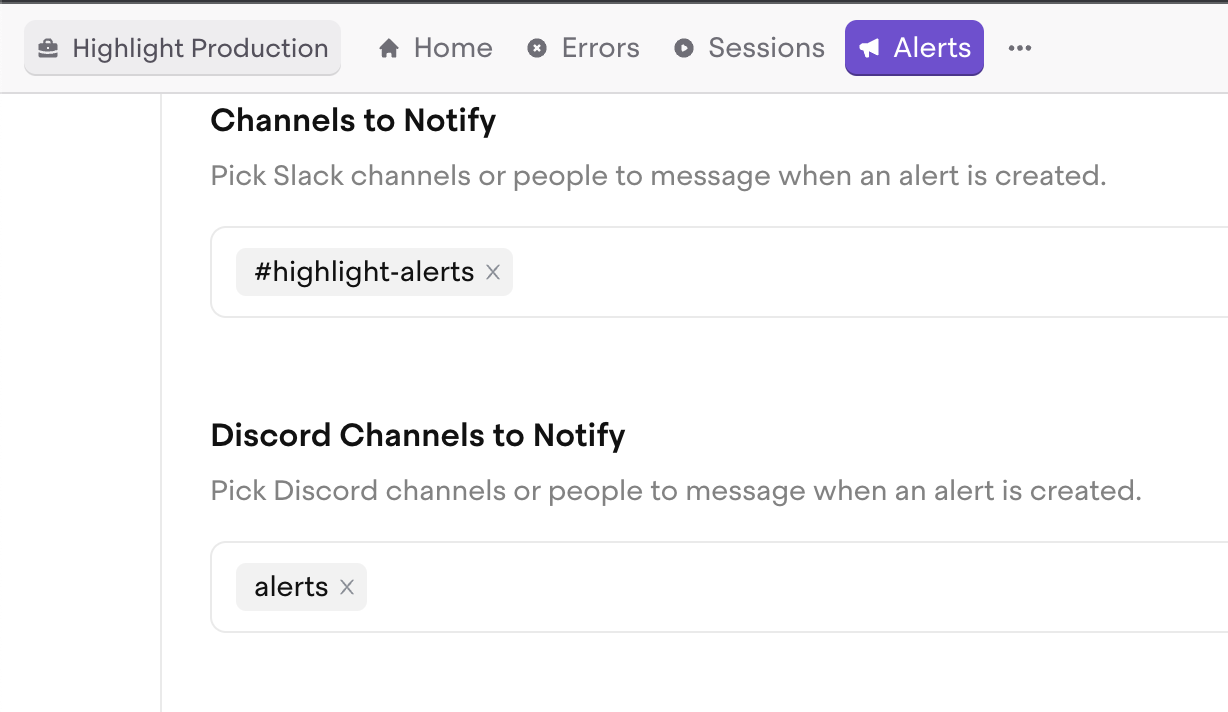 Highlight Production Home Errors Sessions Alerts
Channels to Notify
Pick Slack channels or people to message when an alert is created.
#highlight-alerts
Discord Channels to Notify
Pick Discord channels or people to message when an alert is created.
alerts